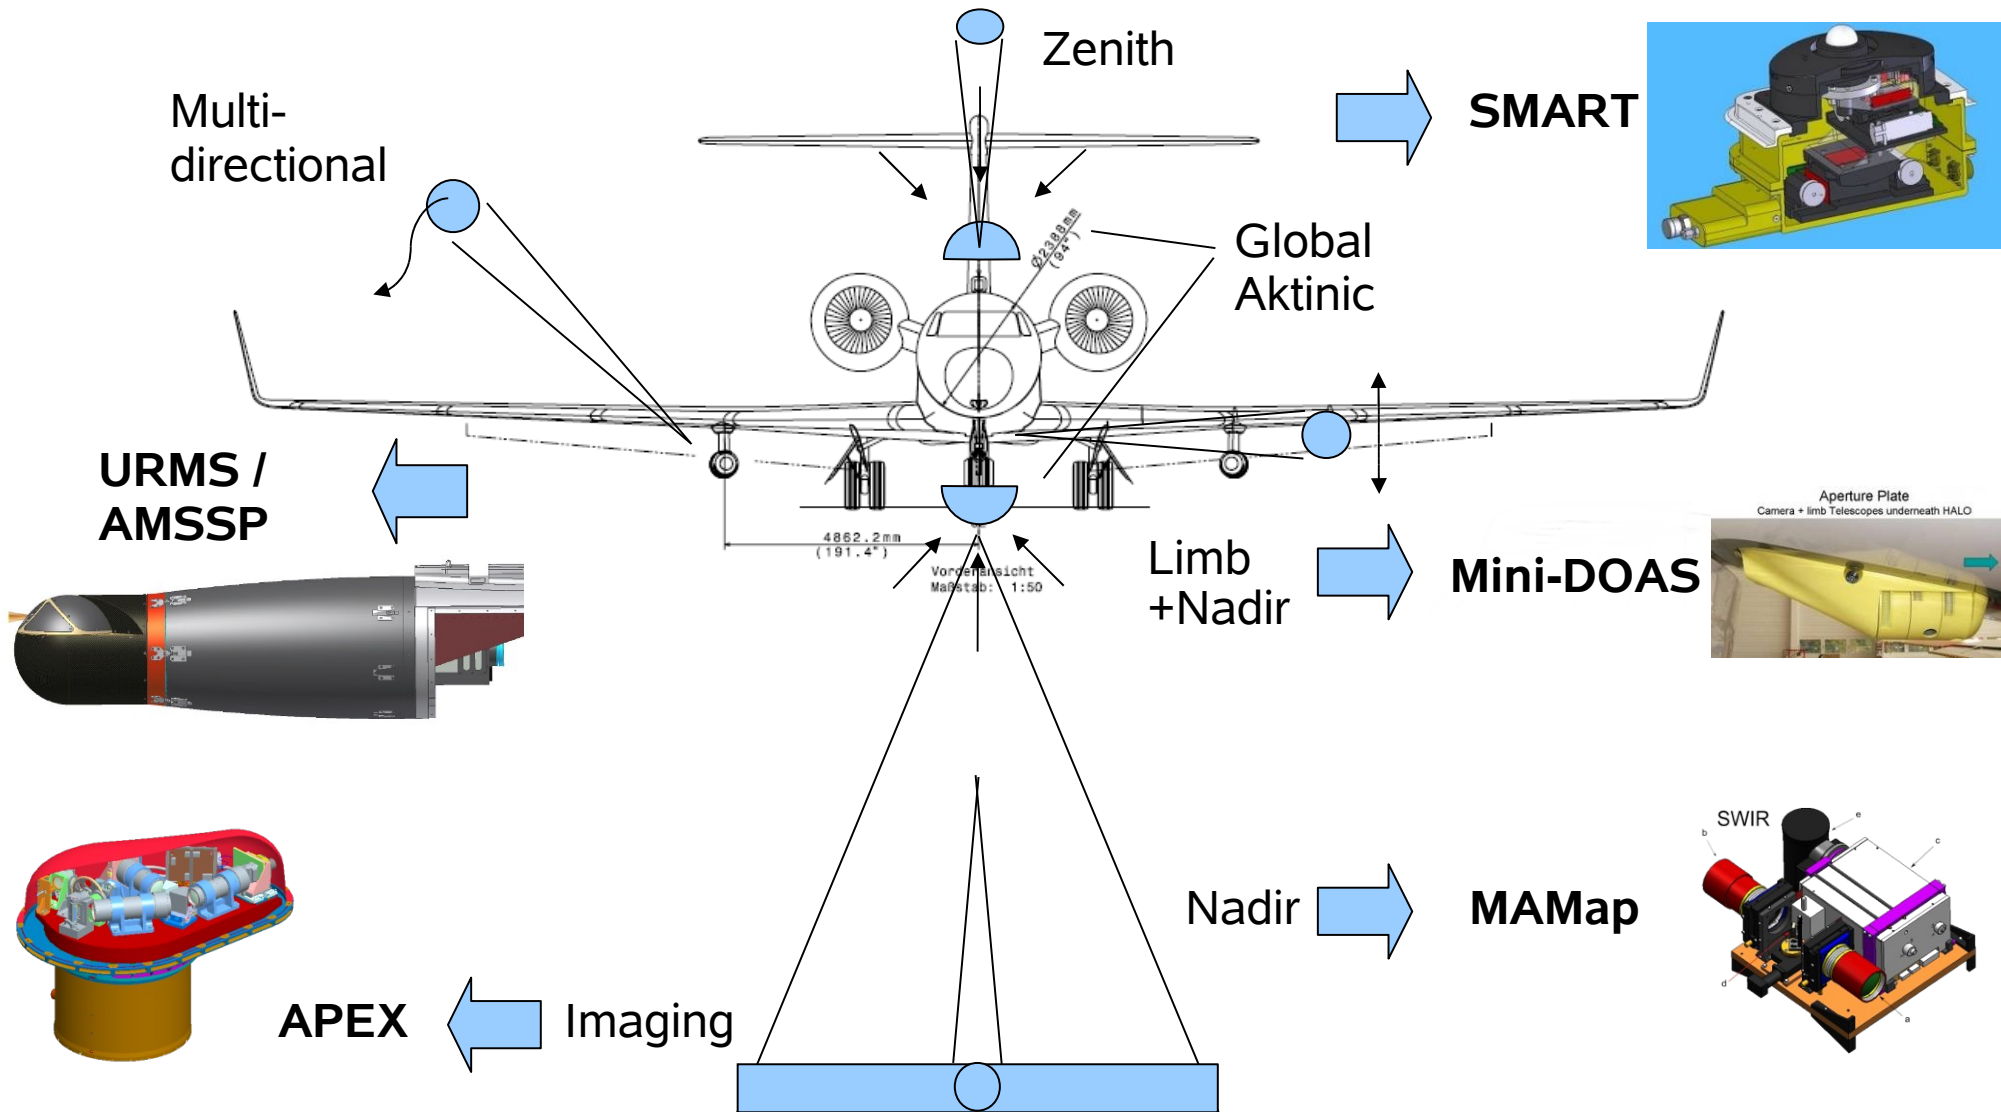 Zenith
SMART
Multi-
directional
Ø2388mm
(94")
Global
Aktinic
URMS /
AMSSP
4862.2mm
(191.4")
Vorderansicht
Maßstab: 1:50
Limb
+Nadir
Mini-DOAS
Aperture Plate
Camera + limb Telescopes underneath HALO
SWIR
e
b
c
d
a
Nadir
MAMap
APEX
Imaging